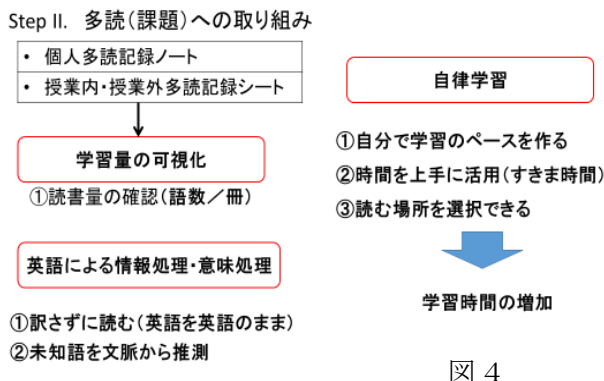 Step II. 多読(課題)への取り組み
• 個人多読記録ノート
• 授業内・授業外多読記録シート
学習量の可視化
①読書量の確認(語数／冊)
英語による情報処理・意味処理
①訳さずに読む(英語を英語のまま)
②未知語を文脈から推測
自律学習
①自分で学習のペースを作る
②時間を上手に活用(すきま時間)
③読む場所を選択できる
学習時間の増加
図 4